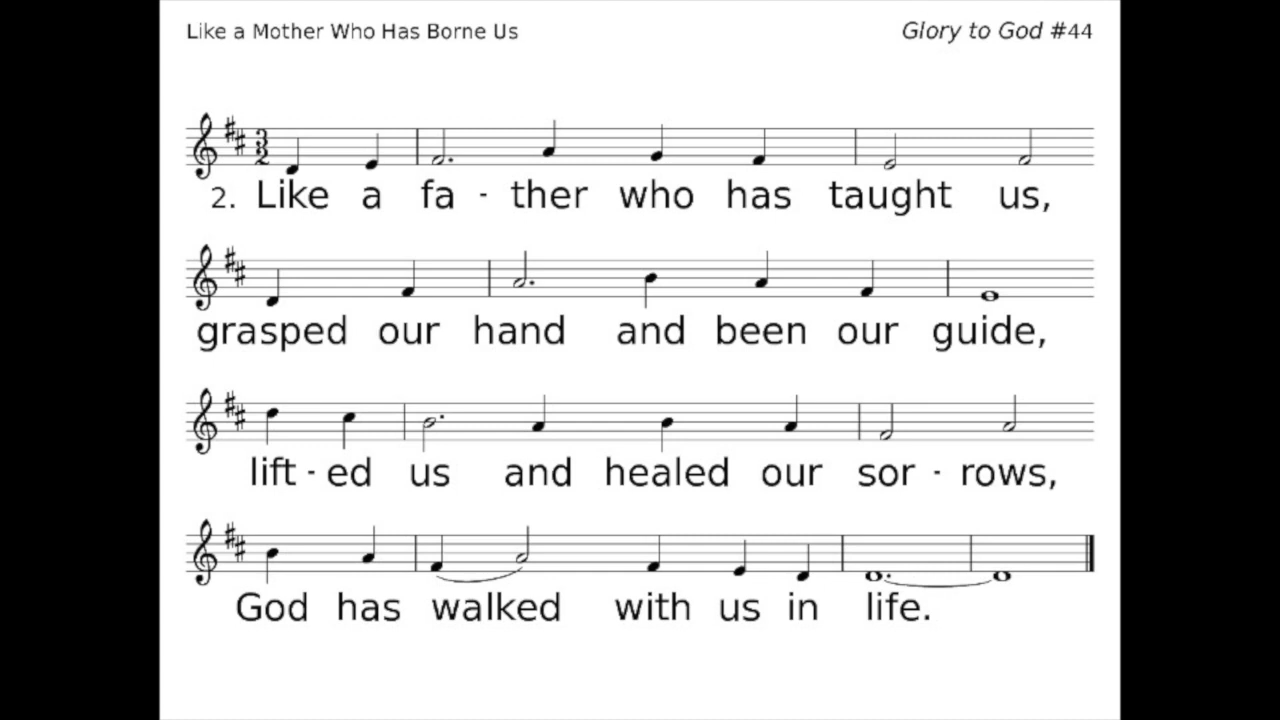 Like a Mother Who Has Borne Us
Glory to God #44
3
2
2. Like a fa - ther who has taught us,
grasped our hand and been our guide,
lift - ed us and healed our sor - rows,
God has walked with us in life.